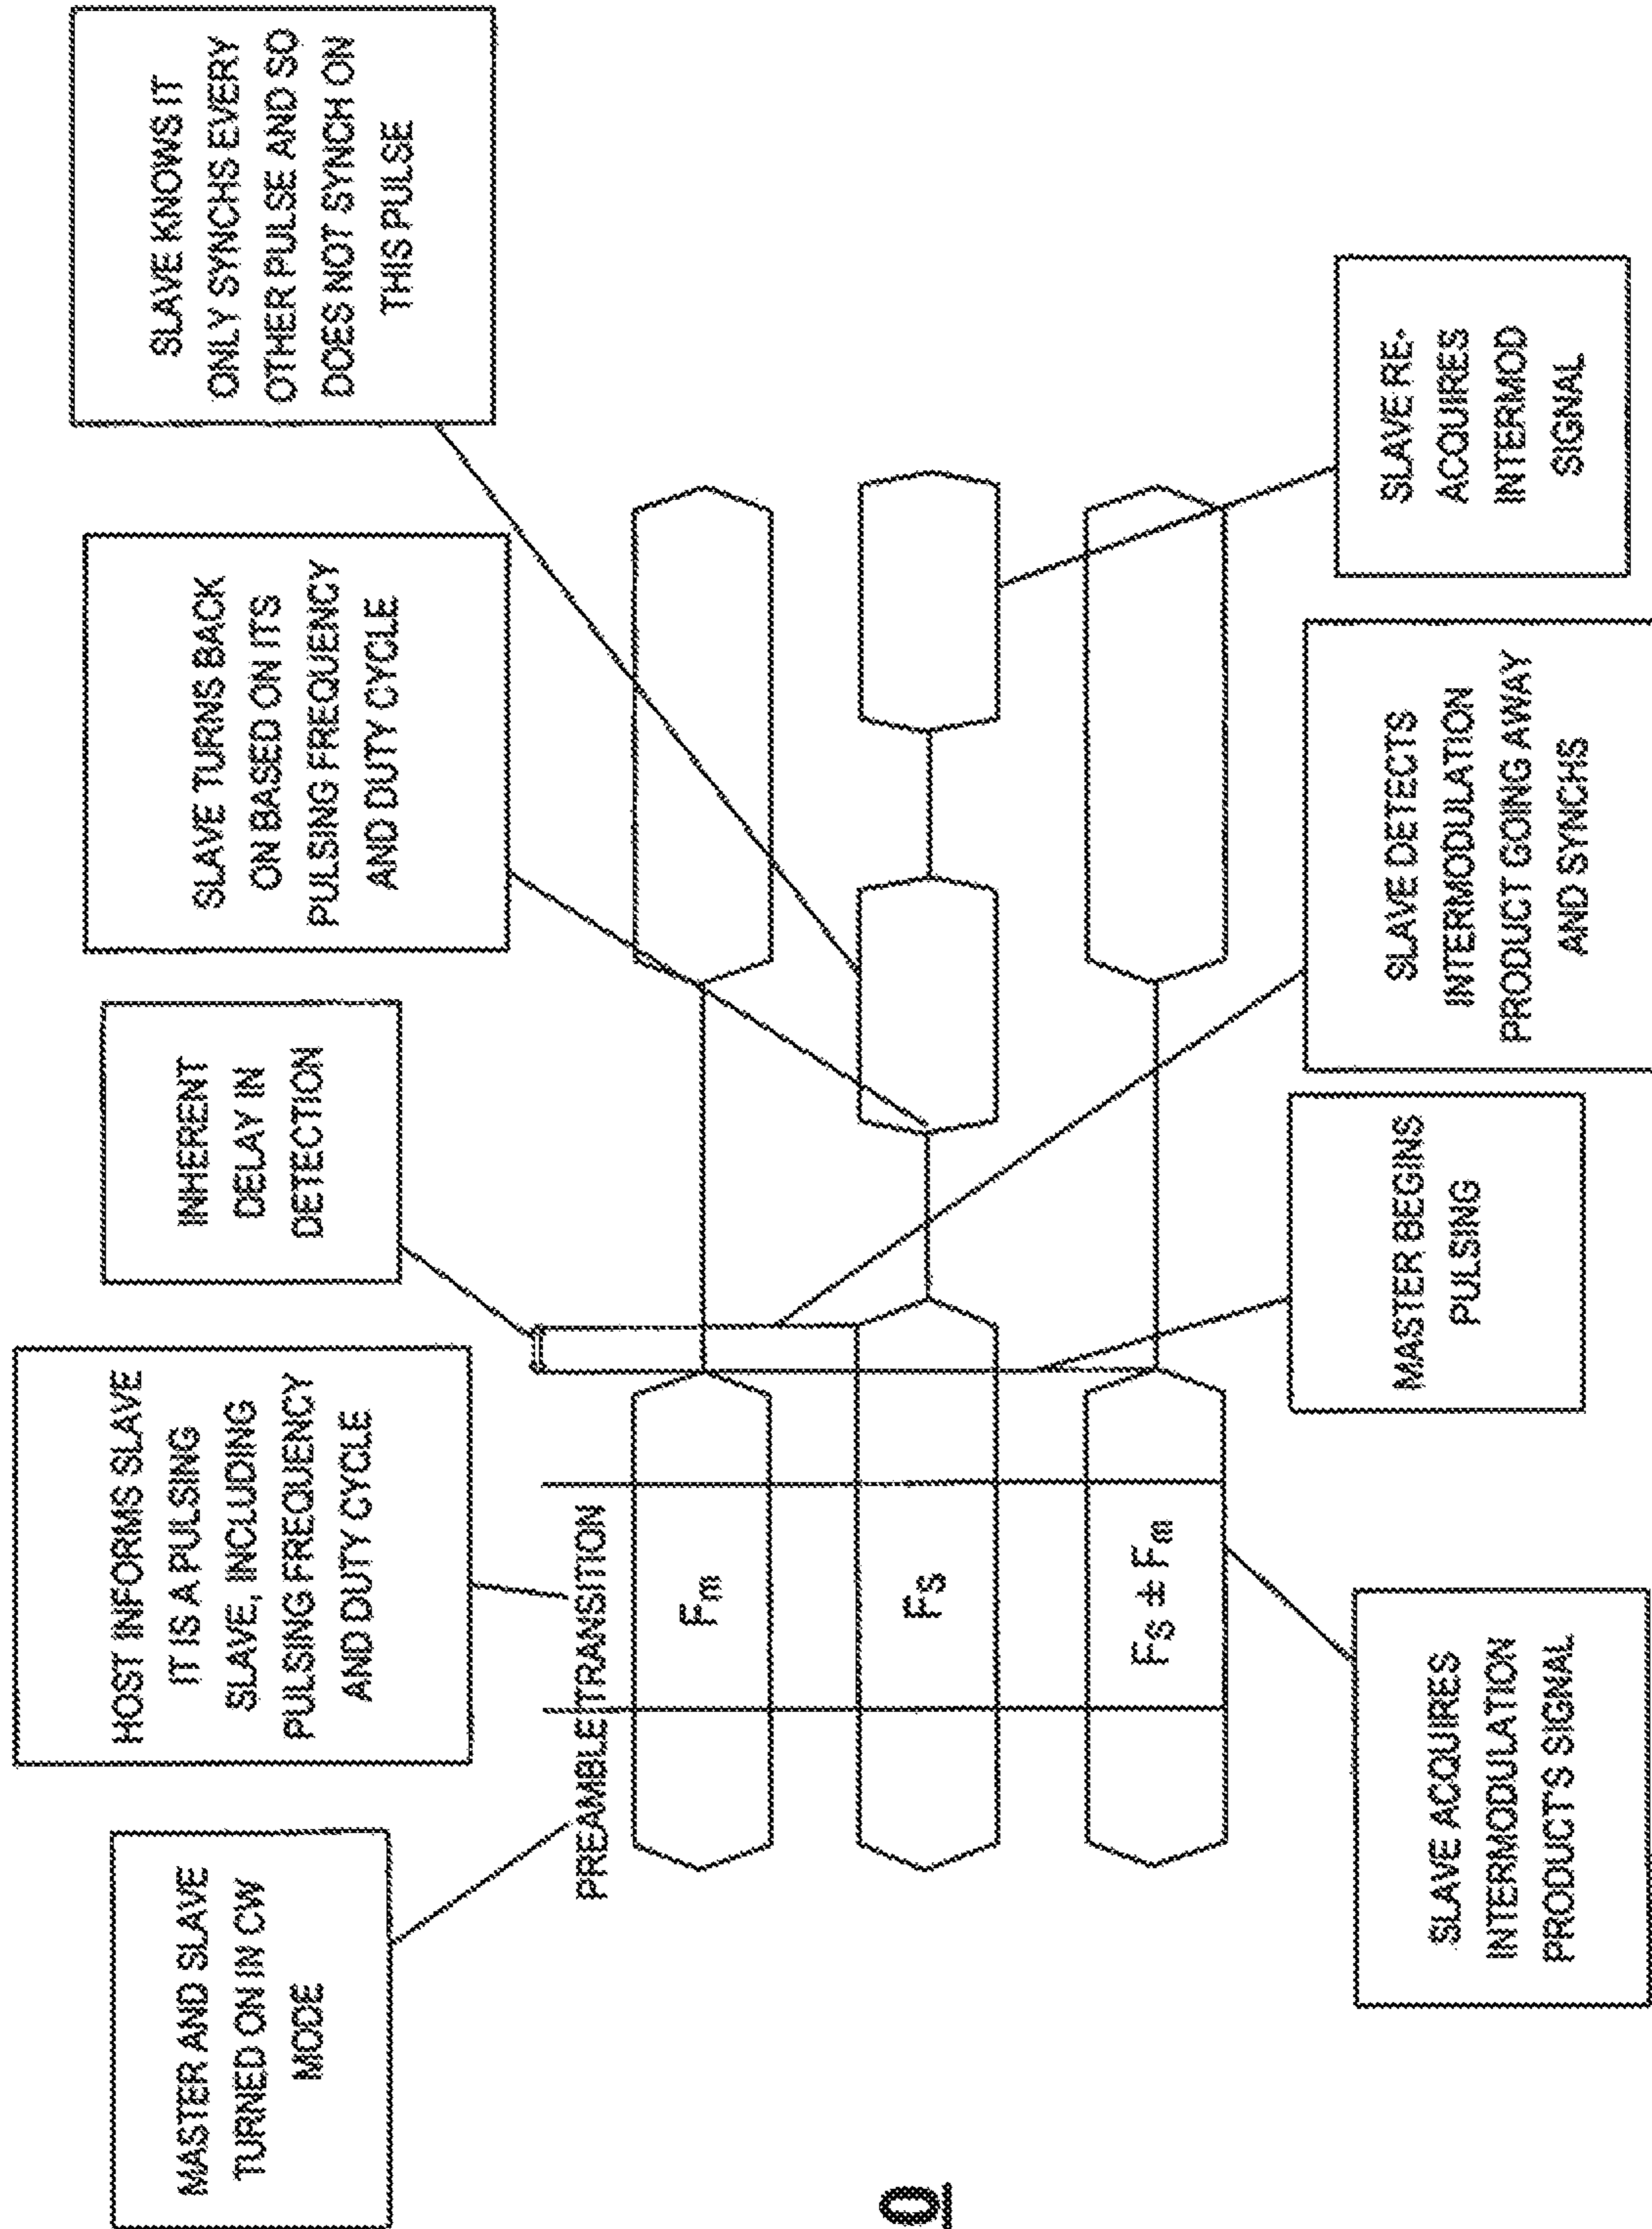 MASTER AND SLAVE
TURNED ON IN CW
MODE
HOST INFORMS SLAVE
IT IS A PULSING
SLAVE, INCLUDING
PULSING FREQUENCY
AND DUTY CYCLE
INHERENT
DELAY IN
DETECTION
SLAVE TURNS BACK
ON BASED ON ITS
PULSING FREQUENCY
AND DUTY CYCLE
SLAVE KNOWS IT
ONLY SYNCHS EVERY
OTHER PULSE AND SO
DOES NOT SYNCH ON
THIS PULSE
PREAMBLE TRANSITION
Fm
FS
FS ± Fm
SLAVE ACQUIRES
INTERMODULATION
PRODUCT'S SIGNAL
MASTER BEGINS
PULSING
SLAVE DETECTS
INTERMODULATION
PRODUCT GOING AWAY
AND SYNCHS
SLAVE RE-
ACQUIRES
INTERMOD
SIGNAL
0